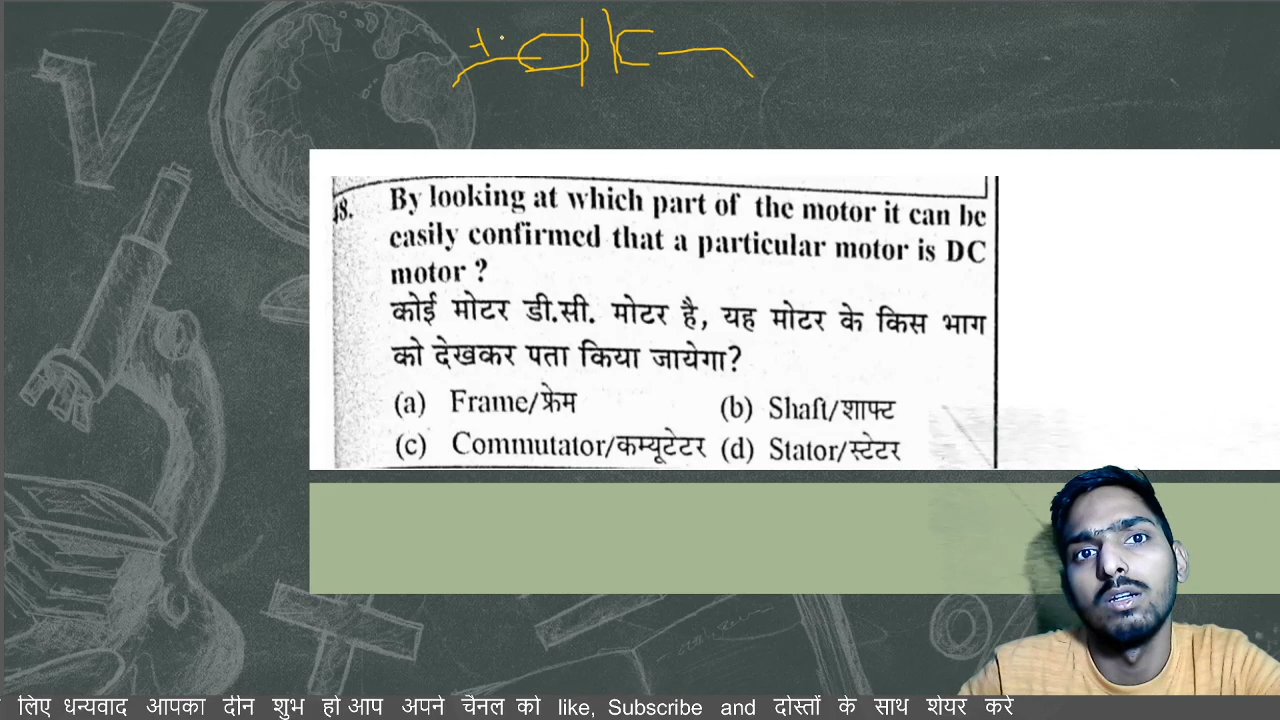 48. By looking at which part of the motor it can be
easily confirmed that a particular motor is DC
motor ?
कोई मोटर डी.सी. मोटर है, यह मोटर के किस भाग
को देखकर पता किया जायेगा?
(a) Frame/फ्रेम (b) Shaft/शाफ्ट
(c) Commutator/कम्यूटेटर (d) Stator/स्टेटर
लिए धन्यवाद आपका दीन शुभ हो आप अपने चैनल को like, Subscribe and दोस्तों के साथ शेयर करें